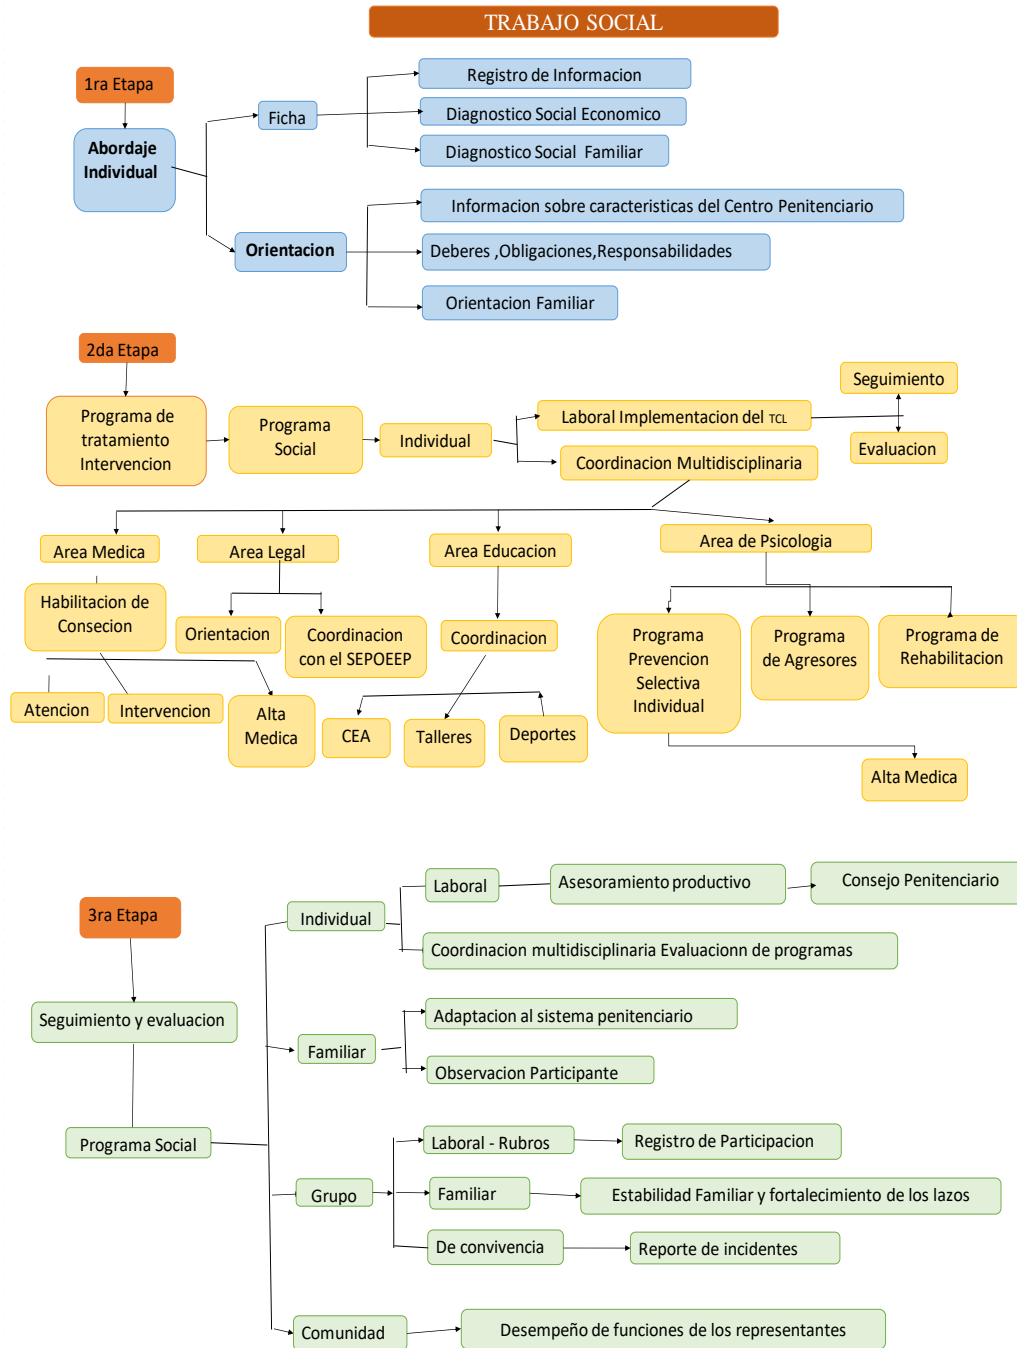 TRABAJO SOCIAL
1ra Etapa
Abordaje
Individual
Ficha
Registro de Informacion
Diagnostico Social Economico
Diagnostico Social Familiar
Orientacion
Informacion sobre caracteristicas del Centro Penitenciario
Deberes ,Obligaciones,Responsabilidades
Orientacion Familiar
2da Etapa
Programa de
tratamiento
Intervencion
Programa
Social
Individual
Laboral Implementacion del TCL
Coordinacion Multidisciplinaria
Seguimiento
Evaluacion
Area Medica
Area Legal
Area Educacion
Area de Psicologia
Habilitacion de
Consecion
Orientacion
Coordinacion
con el SEPOEEP
Coordinacion
Programa
Prevencion
Selectiva
Individual
Programa
de Agresores
Programa de
Rehabilitacion
Atencion
Intervencion
Alta
Medica
CEA
Talleres
Deportes
Alta Medica
3ra Etapa
Seguimiento y evaluacion
Programa Social
Individual
Laboral
Asesoramiento productivo
Consejo Penitenciario
Coordinacion multidisciplinaria Evaluacionn de programas
Familiar
Adaptacion al sistema penitenciario
Observacion Participante
Grupo
Laboral - Rubros
Registro de Participacion
Familiar
Estabilidad Familiar y fortalecimiento de los lazos
De convivencia
Reporte de incidentes
Comunidad
Desempeño de funciones de los representantes